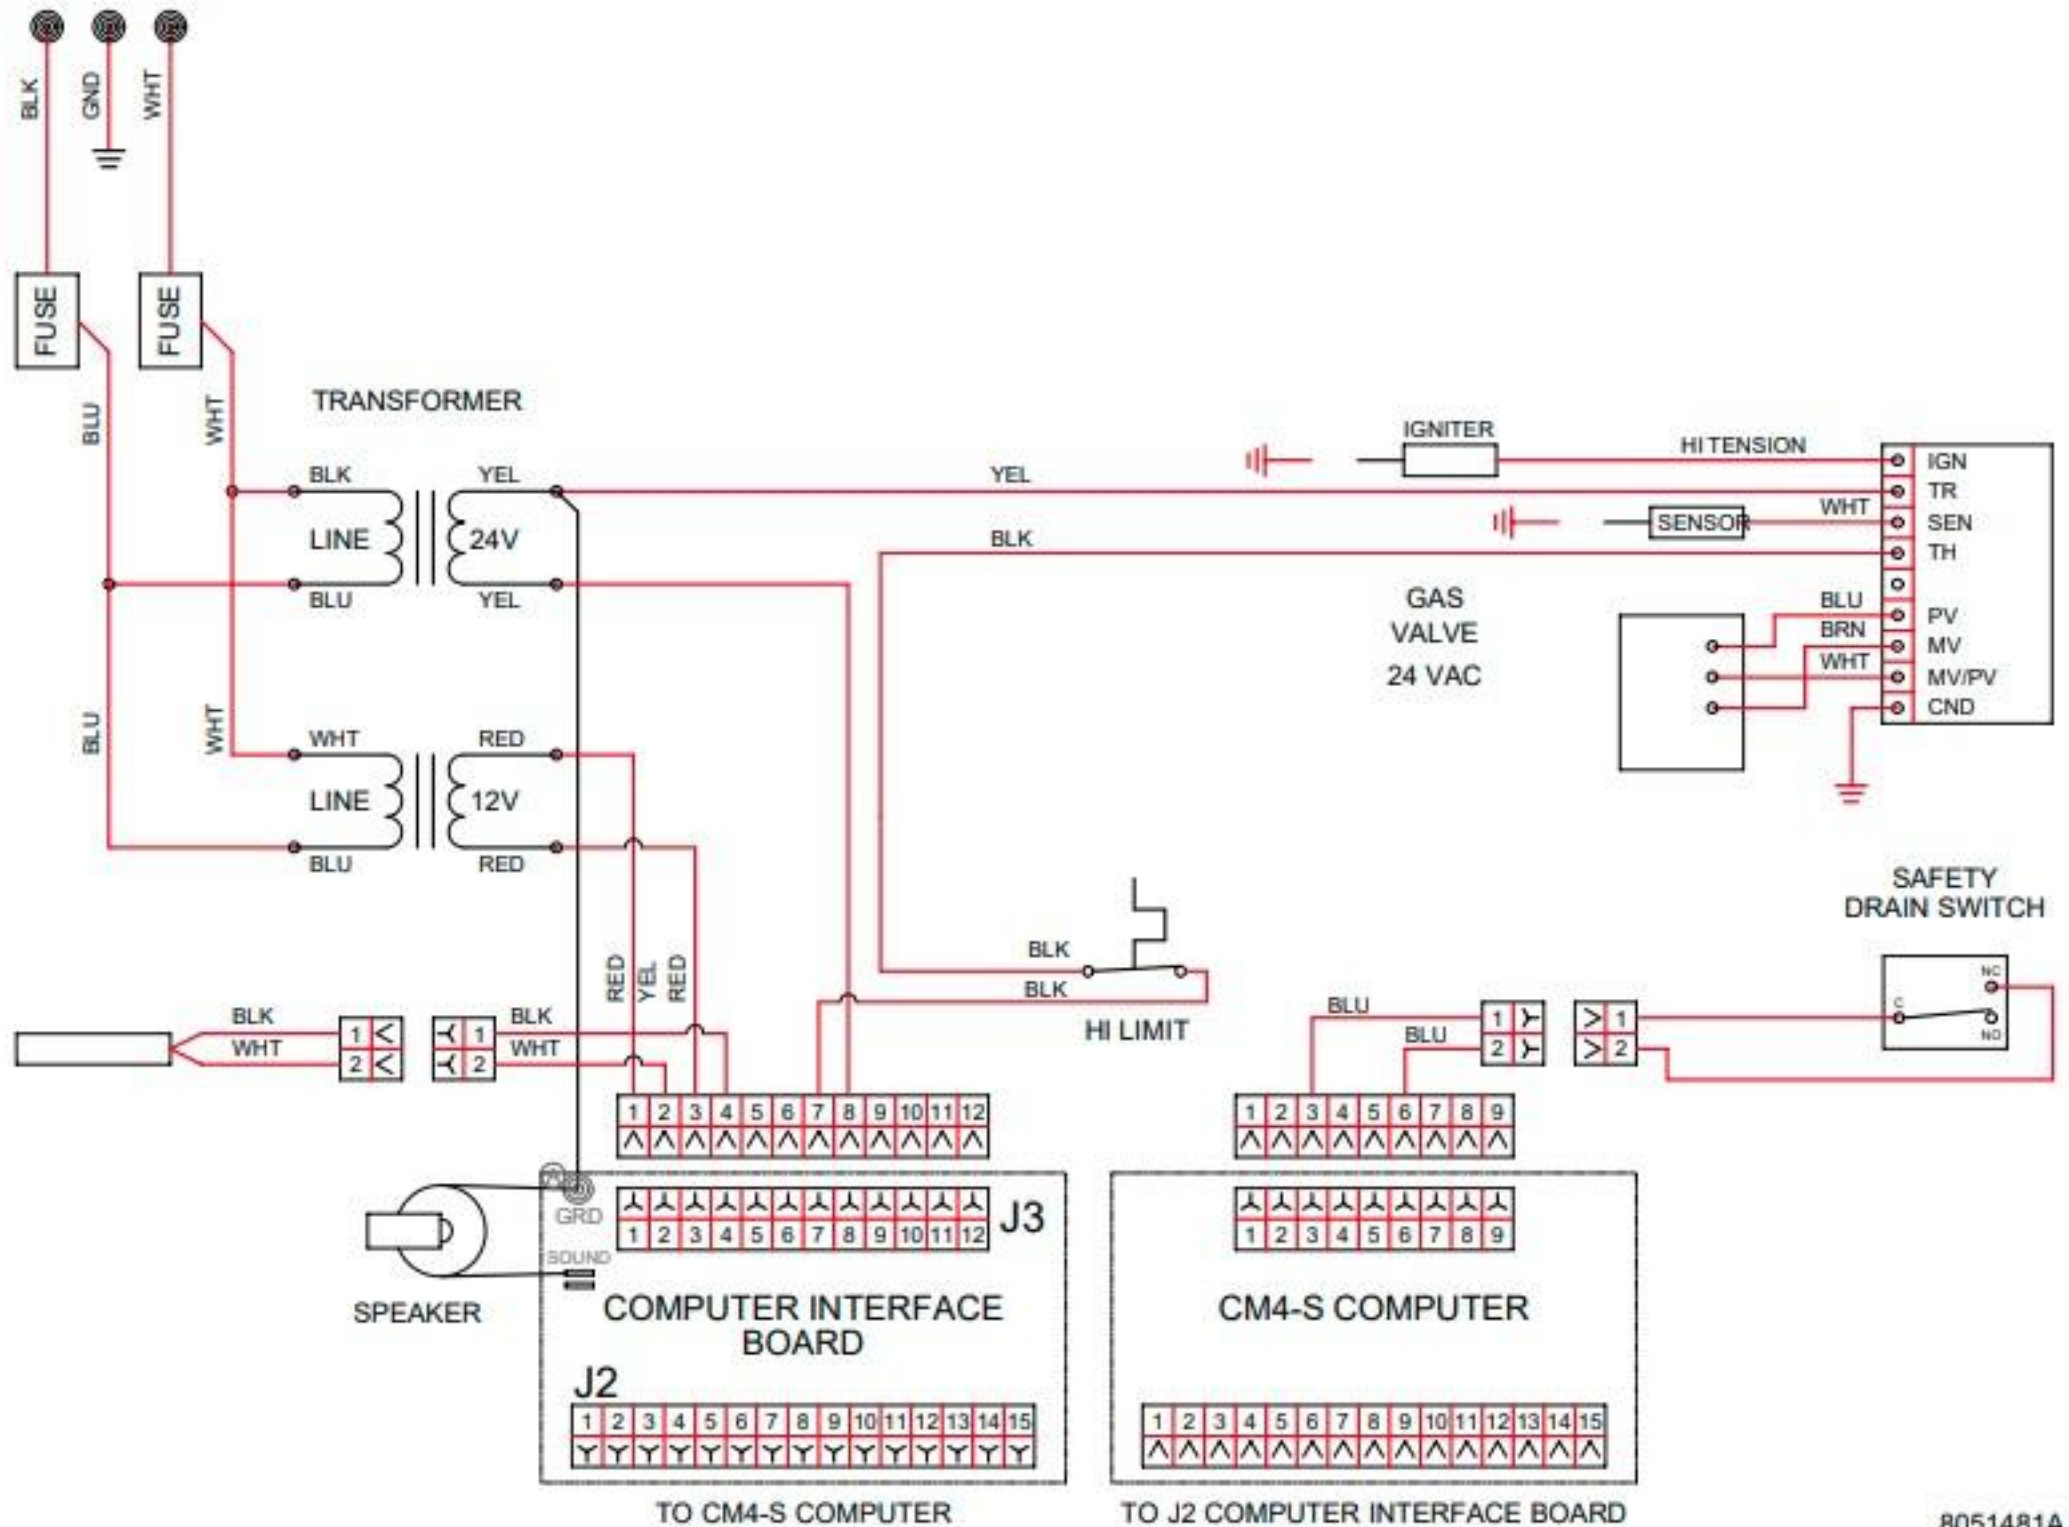 BLK
GND
WHT
FUSE
FUSE
BLU
WHT
TRANSFORMER
BLK
YEL
LINE
24V
BLU
YEL
YEL
BLK
IGNITER
HI TENSION
IGN
TR
WHT
SENSOR
SEN
TH
GAS
VALVE
24 VAC
BLU
PV
BRN
MV
WHT
MV/PV
CND
BLU
WHT
WHT
RED
LINE
12V
BLU
RED
SAFETY
DRAIN SWITCH
NC
C
NO
RED
YEL
RED
BLK
BLK
HI LIMIT
BLK
WHT
1
2
1
2
BLK
WHT
BLU
BLU
1
2
1
2
1 2 3 4 5 6 7 8 9 10 11 12
1 2 3 4 5 6 7 8 9
A
GRD
SOUND
J3
1 2 3 4 5 6 7 8 9 10 11 12
1 2 3 4 5 6 7 8 9
SPEAKER
COMPUTER INTERFACE
BOARD
CM4-S COMPUTER
J2
1 2 3 4 5 6 7 8 9 10 11 12 13 14 15
1 2 3 4 5 6 7 8 9 10 11 12 13 14 15
TO CM4-S COMPUTER
TO J2 COMPUTER INTERFACE BOARD
8051481A